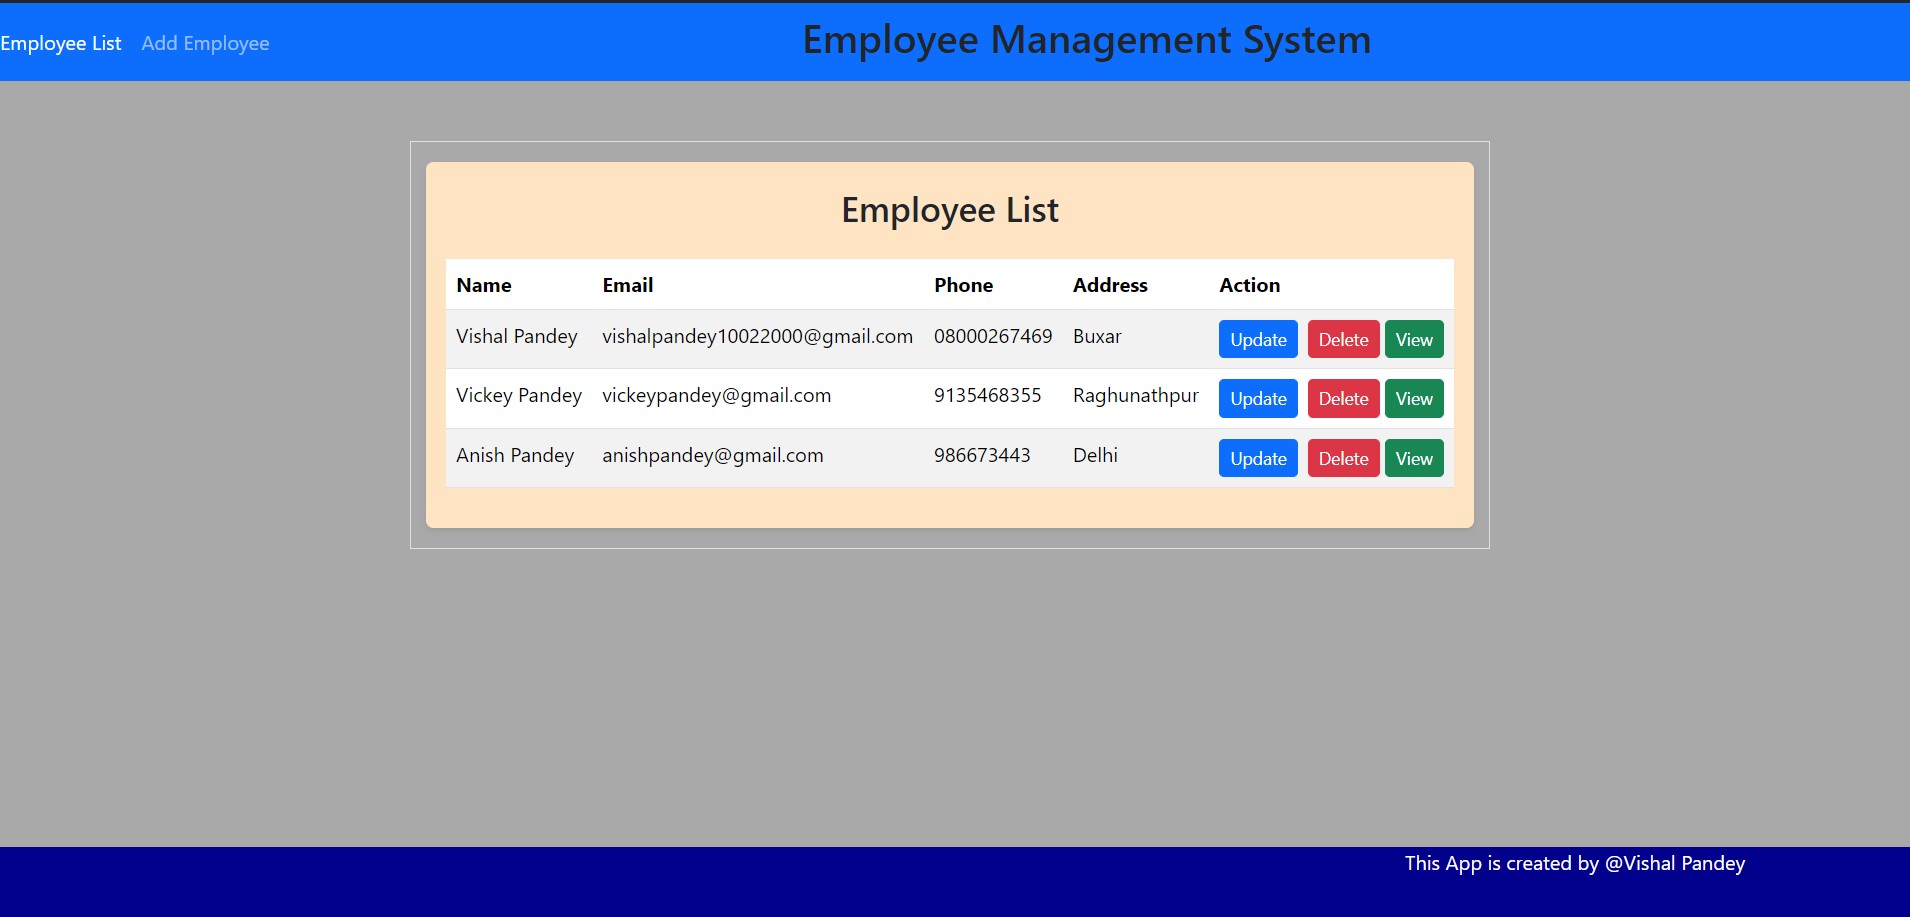 Employee List Add Employee Employee Management System
Employee List
Name Email Phone Address Action
Vishal Pandey vishalpandey10022000@gmail.com 08000267469 Buxar Update Delete View
Vickey Pandey vickeypandey@gmail.com 9135468355 Raghunathpur Update Delete View
Anish Pandey anishpandey@gmail.com 986673443 Delhi Update Delete View
This App is created by @Vishal Pandey